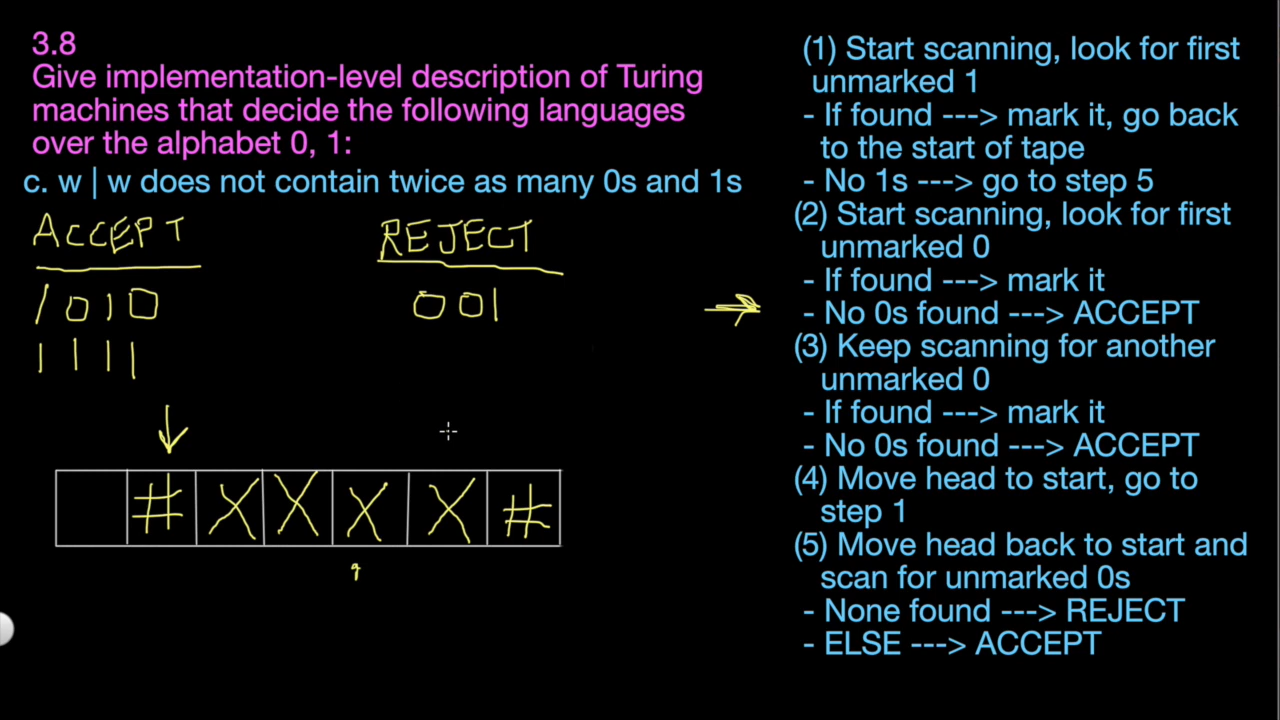 3.8
Give implementation-level description of Turing
machines that decide the following languages
over the alphabet 0, 1:
c. w | w does not contain twice as many 0s and 1s
ACCEPT
1010
1111
REJECT
001
# X X X X #
(1) Start scanning, look for first
unmarked 1
- If found ---> mark it, go back
to the start of tape
- No 1s ---> go to step 5
(2) Start scanning, look for first
unmarked 0
- If found ---> mark it
- No 0s found ---> ACCEPT
(3) Keep scanning for another
unmarked 0
- If found ---> mark it
- No 0s found ---> ACCEPT
(4) Move head to start, go to
step 1
(5) Move head back to start and
scan for unmarked 0s
- None found ---> REJECT
- ELSE ---> ACCEPT